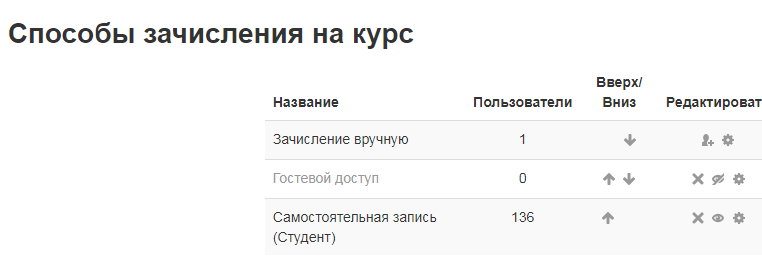 Способы зачисления на курс
Вверх/
Название Пользователи Вниз Редактироват
Зачисление вручную 1
Гостевой доступ 0
Самостоятельная запись 136
(Студент)